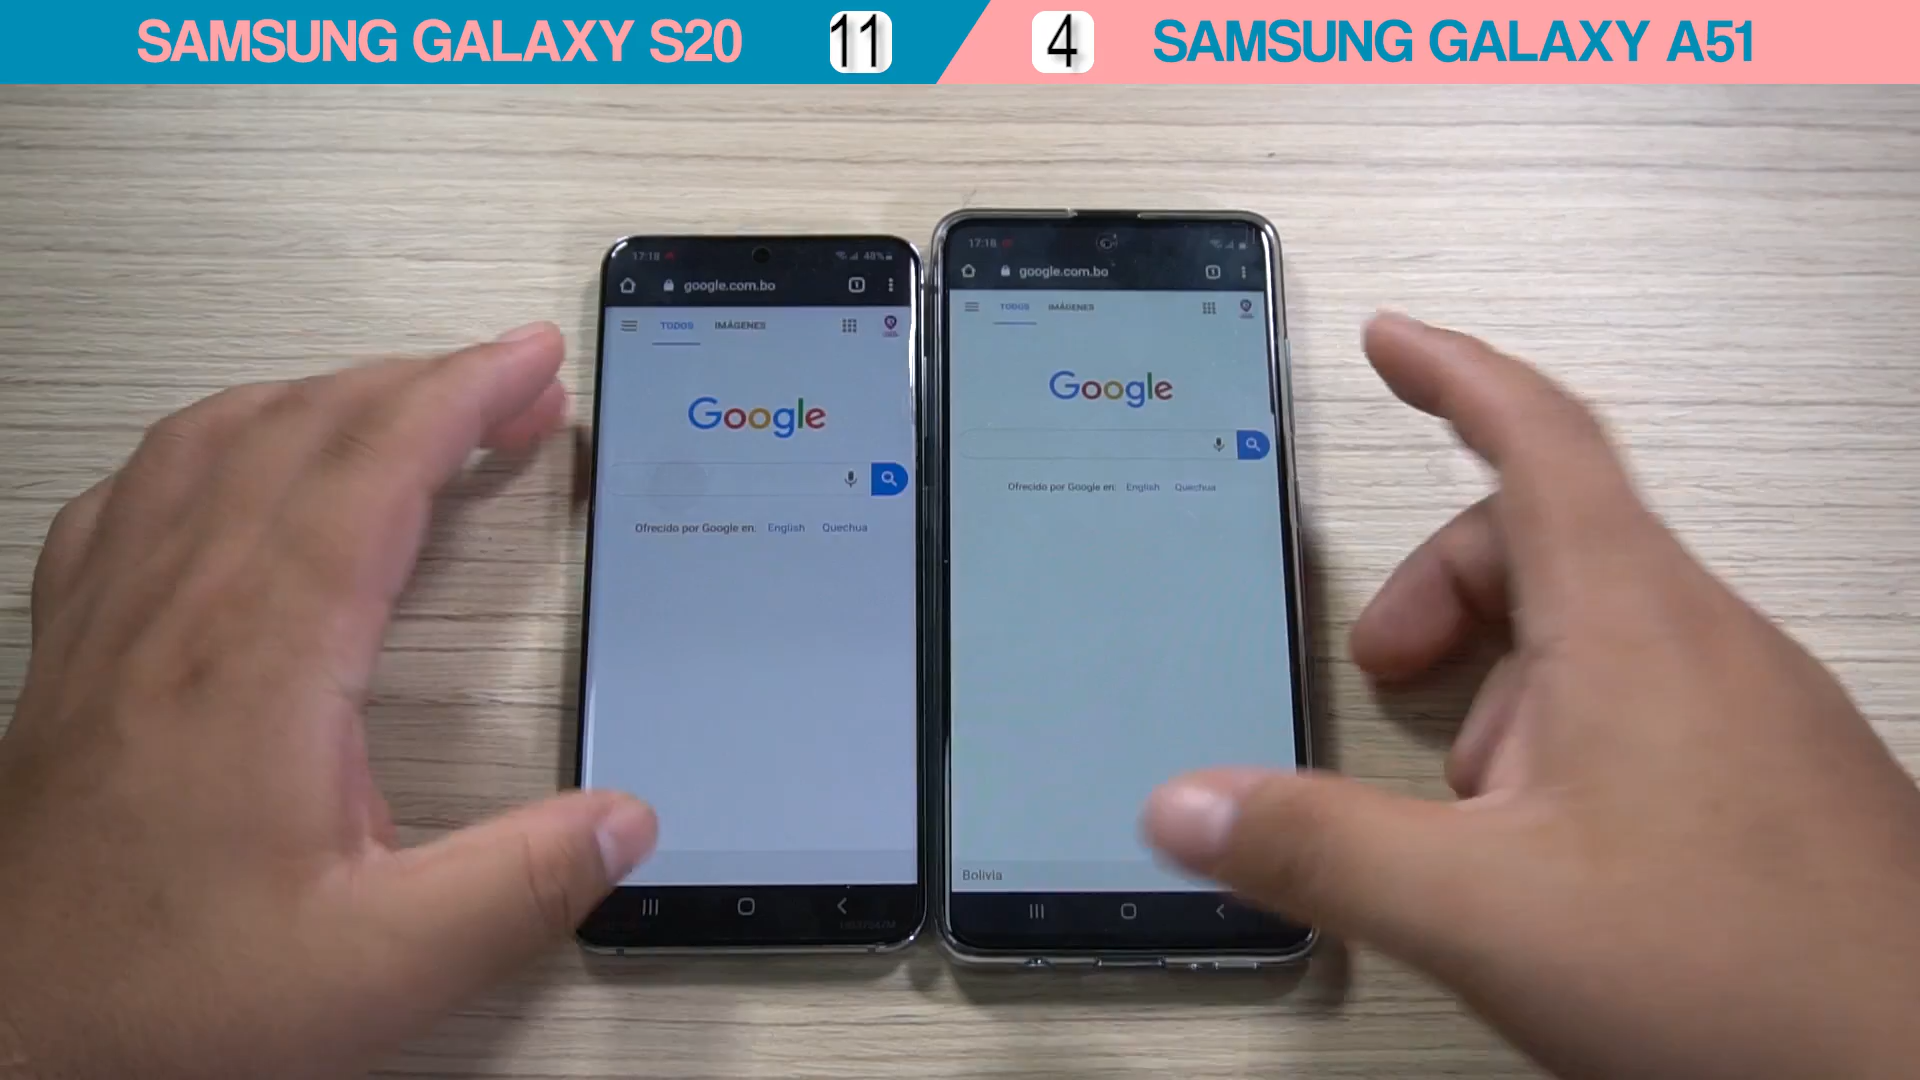 SAMSUNG GALAXY S20 11 4 SAMSUNG GALAXY A51
17:18 48%
google.com.bo 1
TODOS IMÁGENES
Google
Ofrecido por Google en: English Quechua
17:18
google.com.bo 1
TODOS IMÁGENES
Google
Ofrecido por Google en: English Quechua
Bolivia